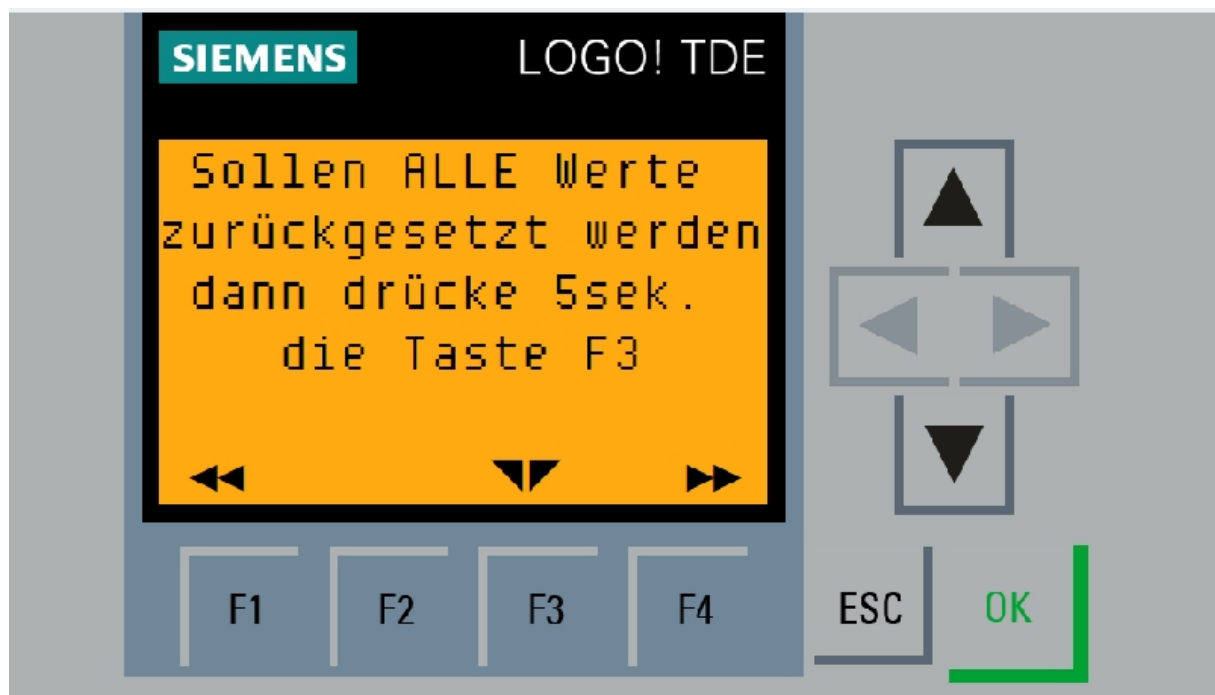 SIEMENS LOGO! TDE
Sollen ALLE Werte
zurückgesetzt werden
dann drücke 5sek.
die Taste F3
F1 F2 F3 F4 ESC OK